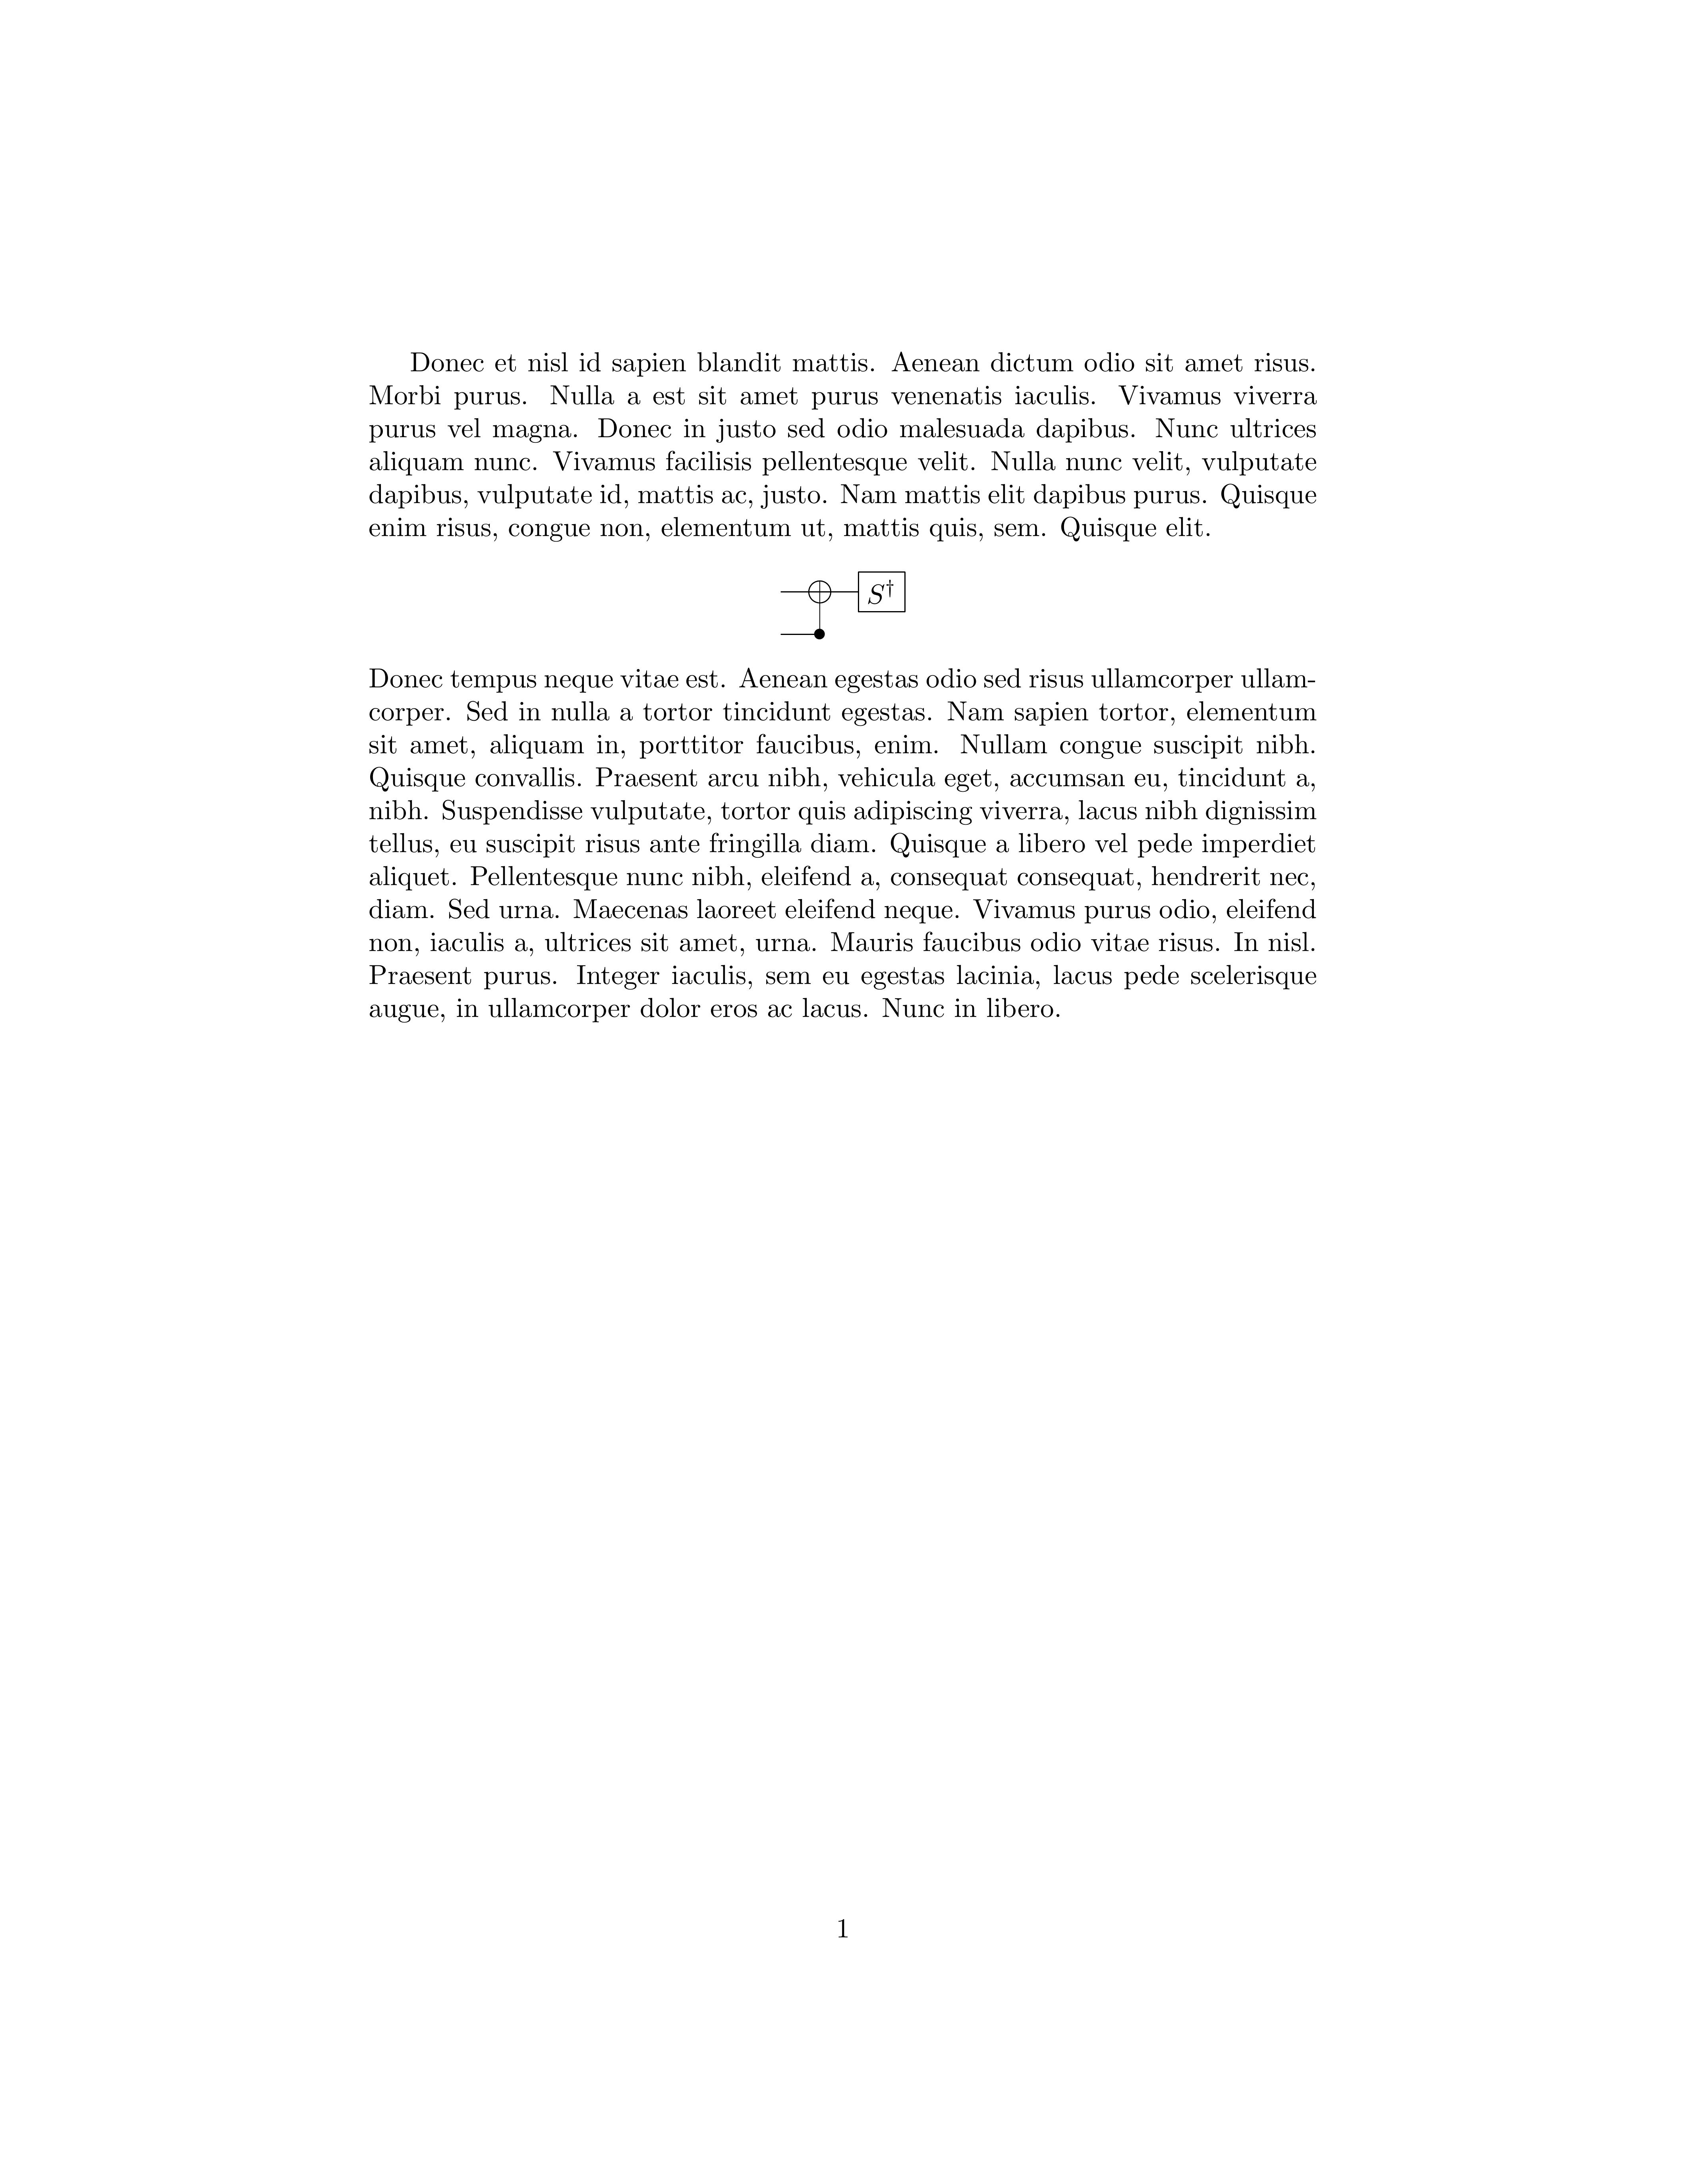 Donec et nisl id sapien blandit mattis. Aenean dictum odio sit amet risus.
Morbi purus. Nulla a est sit amet purus venenatis iaculis. Vivamus viverra
purus vel magna. Donec in justo sed odio malesuada dapibus. Nunc ultrices
aliquam nunc. Vivamus facilisis pellentesque velit. Nulla nunc velit, vulputate
dapibus, vulputate id, mattis ac, justo. Nam mattis elit dapibus purus. Quisque
enim risus, congue non, elementum ut, mattis quis, sem. Quisque elit.
S†
Donec tempus neque vitae est. Aenean egestas odio sed risus ullamcorper ullam-
corper. Sed in nulla a tortor tincidunt egestas. Nam sapien tortor, elementum
sit amet, aliquam in, porttitor faucibus, enim. Nullam congue suscipit nibh.
Quisque convallis. Praesent arcu nibh, vehicula eget, accumsan eu, tincidunt a,
nibh. Suspendisse vulputate, tortor quis adipiscing viverra, lacus nibh dignissim
tellus, eu suscipit risus ante fringilla diam. Quisque a libero vel pede imperdiet
aliquet. Pellentesque nunc nibh, eleifend a, consequat consequat, hendrerit nec,
diam. Sed urna. Maecenas laoreet eleifend neque. Vivamus purus odio, eleifend
non, iaculis a, ultrices sit amet, urna. Mauris faucibus odio vitae risus. In nisl.
Praesent purus. Integer iaculis, sem eu egestas lacinia, lacus pede scelerisque
augue, in ullamcorper dolor eros ac lacus. Nunc in libero.
1